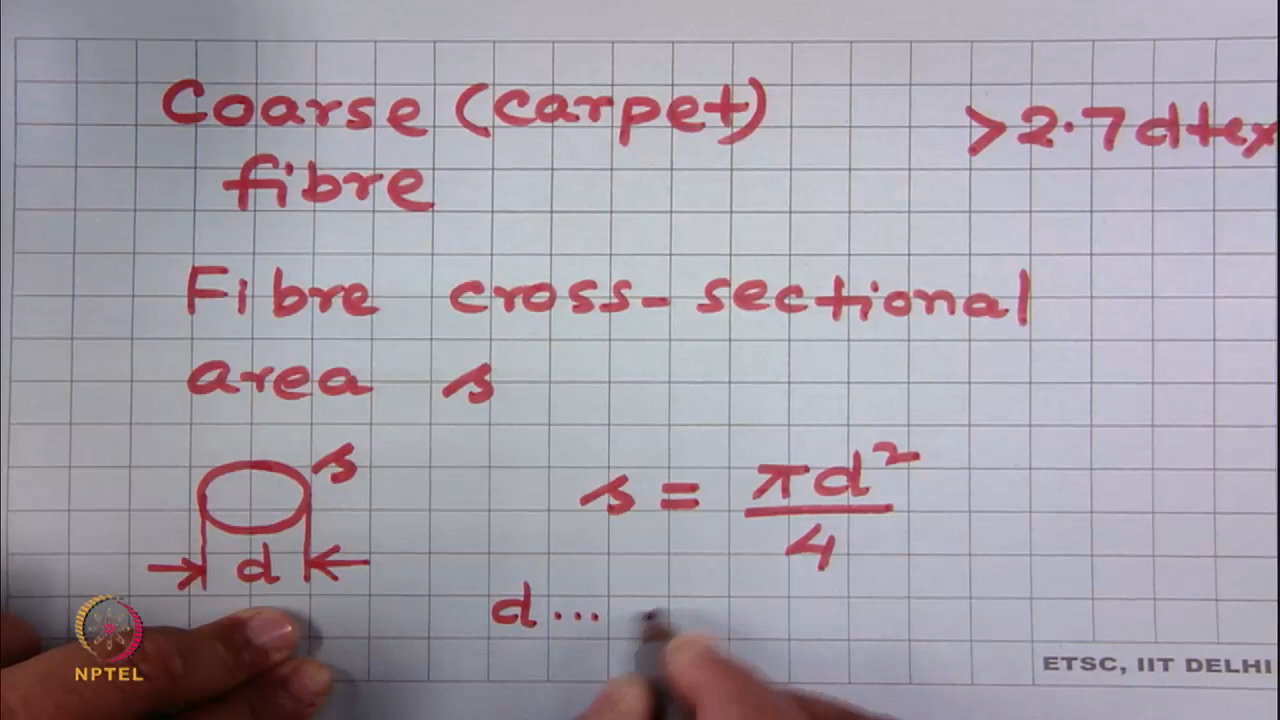 Coarse (carpet) >2.7dtex
fibre
Fibre cross-sectional
area s
s
s = πd²/4
d
d...
NPTEL
ETSC, IIT DELHI